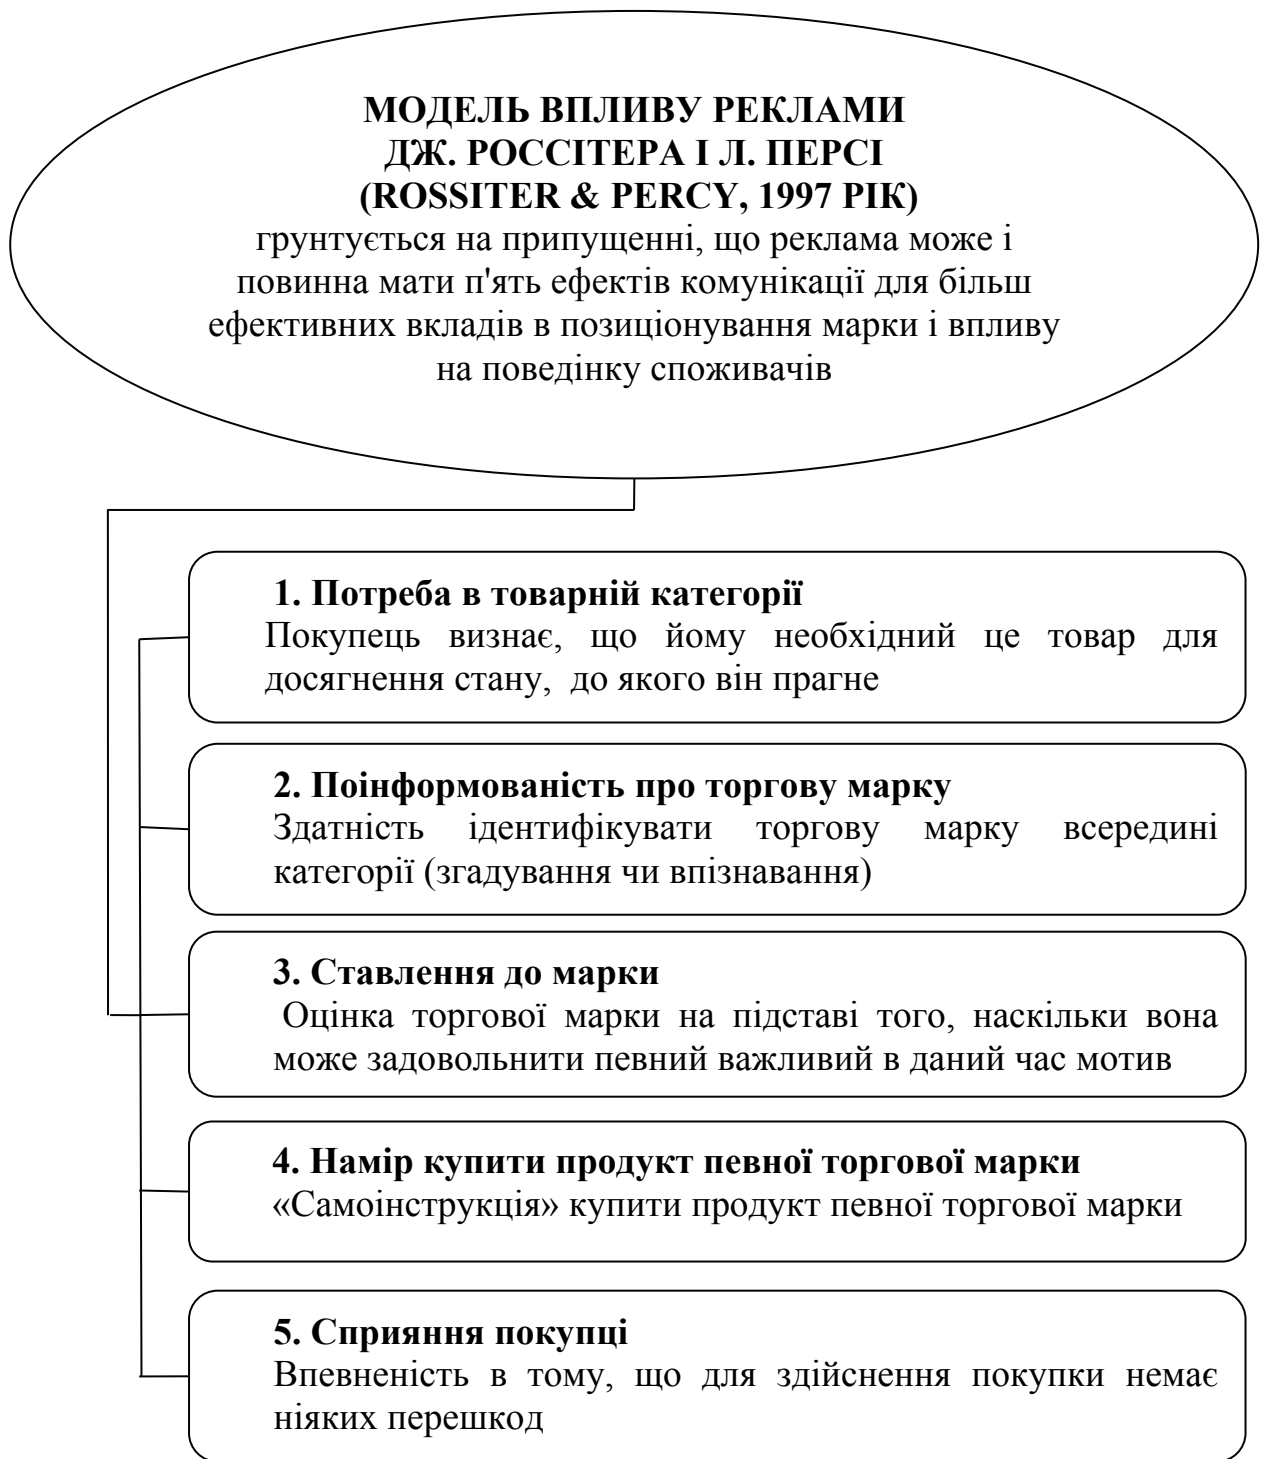 МОДЕЛЬ ВПЛИВУ РЕКЛАМИ
ДЖ. РОССІТЕРА І Л. ПЕРСІ
(ROSSITER & PERCY, 1997 РІК)
грунтується на припущенні, що реклама може і
повинна мати п'ять ефектів комунікації для більш
ефективних вкладів в позиціонування марки і впливу
на поведінку споживачів
1. Потреба в товарній категорії
Покупець визнає, що йому необхідний це товар для
досягнення стану, до якого він прагне
2. Поінформованість про торгову марку
Здатність ідентифікувати торгову марку всередині
категорії (згадування чи впізнавання)
3. Ставлення до марки
Оцінка торгової марки на підставі того, наскільки вона
може задовольнити певний важливий в даний час мотив
4. Намір купити продукт певної торгової марки
«Самоінструкція» купити продукт певної торгової марки
5. Сприяння покупці
Впевненість в тому, що для здійснення покупки немає
ніяких перешкод